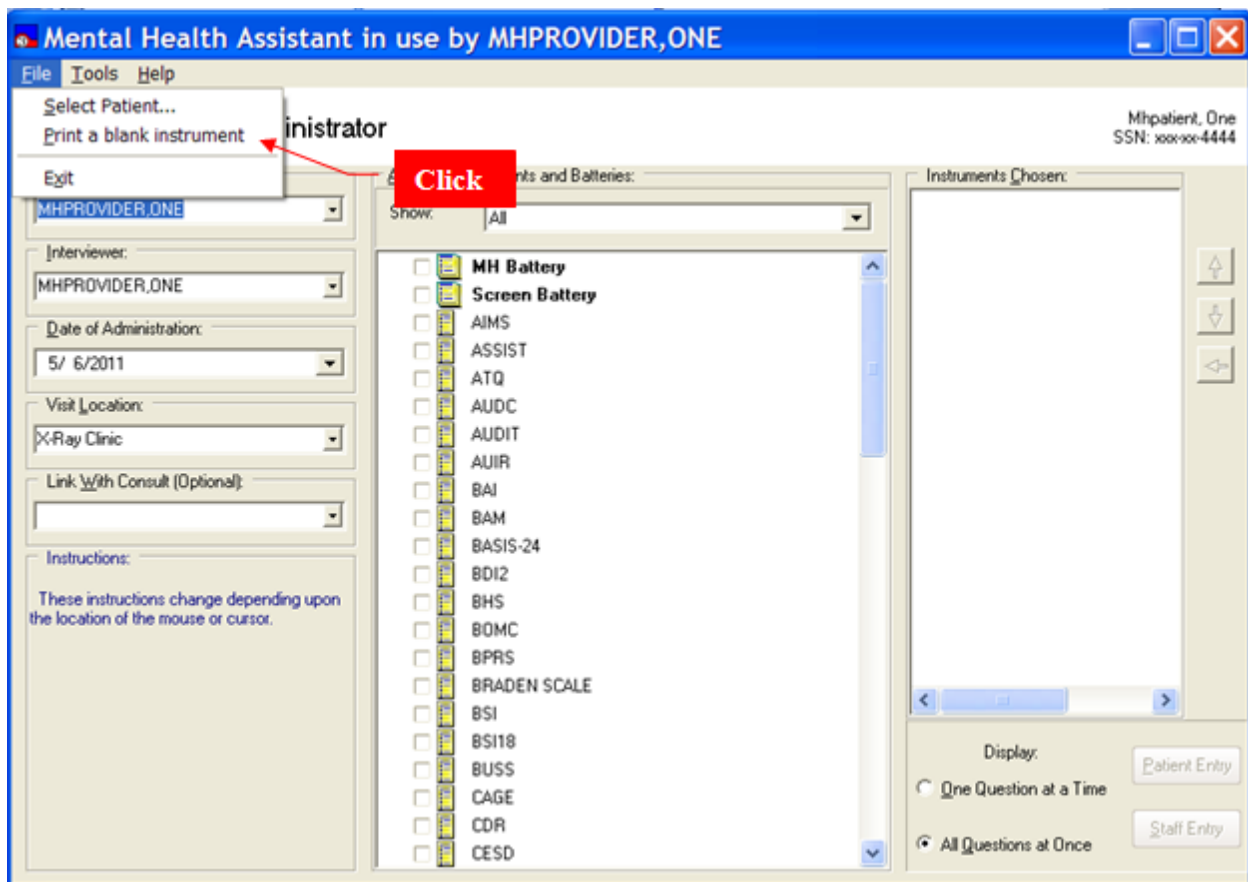 Mental Health Assistant in use by MHPROVIDER,ONE
File Tools Help
Select Patient...
Print a blank instrument
Exit
inistrator
Mhpatient, One
SSN: xxx-xx-4444
Click
MHPROVIDER,ONE
Interviewer:
MHPROVIDER,ONE
Date of Administration:
5/ 6/2011
Visit Location:
X-Ray Clinic
Link With Consult (Optional):
Instructions:
These instructions change depending upon
the location of the mouse or cursor.
nts and Batteries:
Show: All
MH Battery
Screen Battery
AIMS
ASSIST
ATQ
AUDC
AUDIT
AUIR
BAI
BAM
BASIS-24
BDI2
BHS
BOMC
BPRS
BRADEN SCALE
BSI
BSI18
BUSS
CAGE
CDR
CESD
Instruments Chosen:
Display:
One Question at a Time
All Questions at Once
Patient Entry
Staff Entry